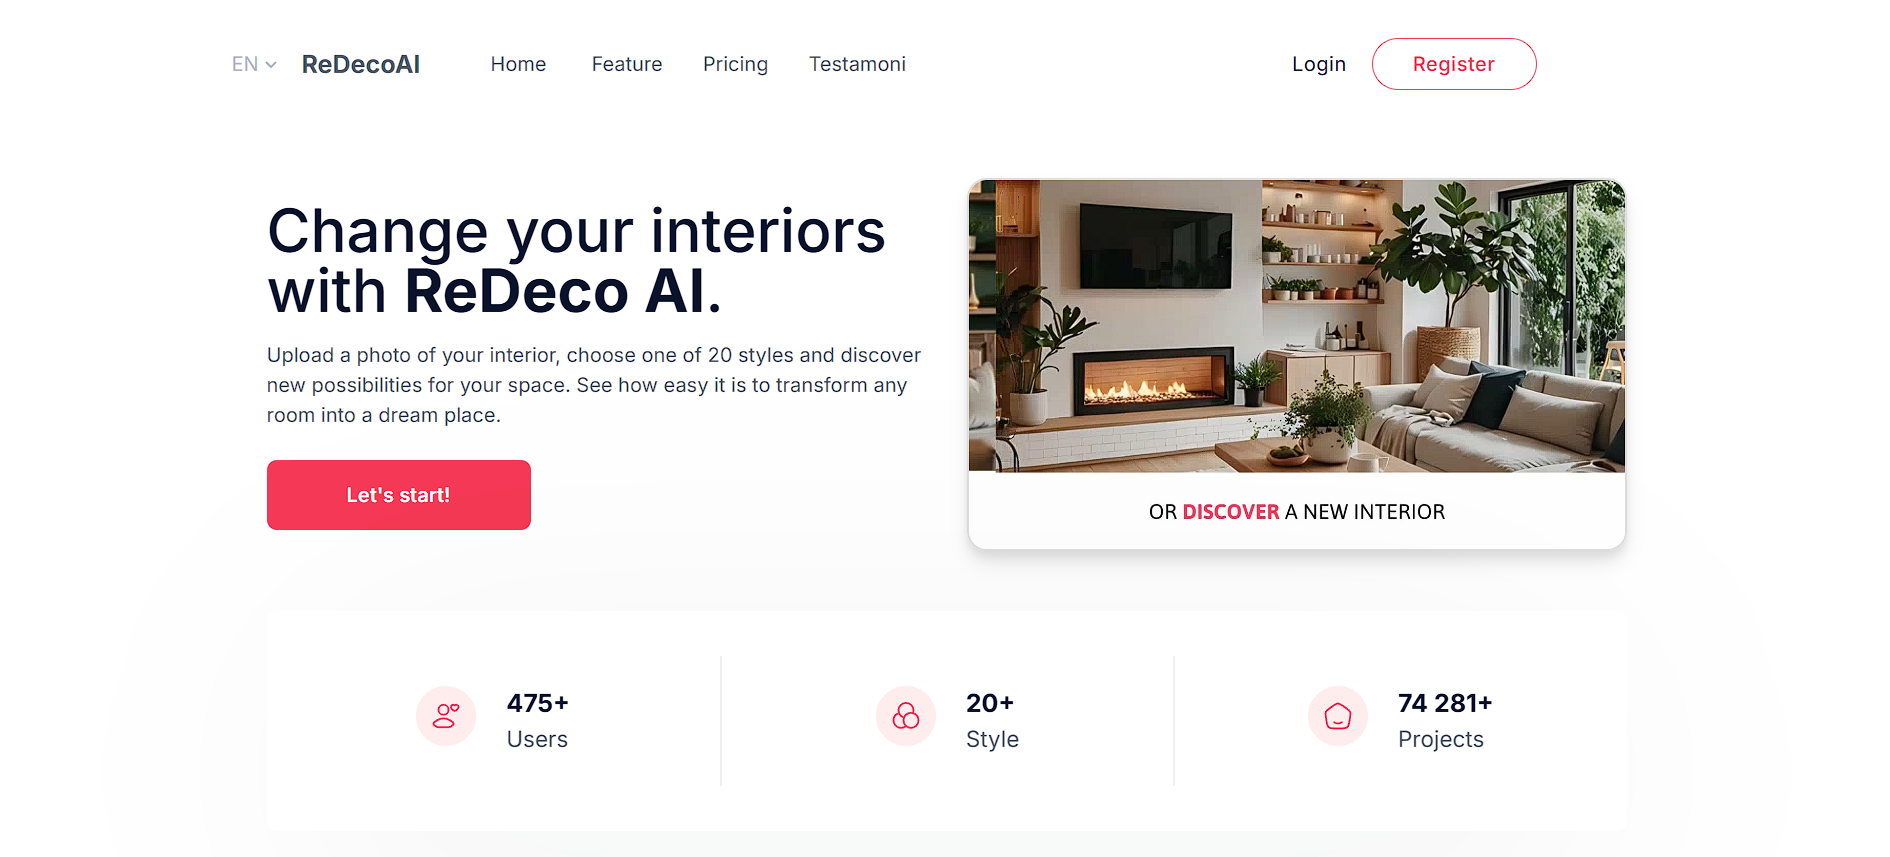 EN
ReDecoAI
Home
Feature
Pricing
Testamoni
Login
Register
Change your interiors
with ReDeco AI.
Upload a photo of your interior, choose one of 20 styles and discover
new possibilities for your space. See how easy it is to transform any
room into a dream place.
Let's start!
OR DISCOVER A NEW INTERIOR
475+
Users
20+
Style
74 281+
Projects